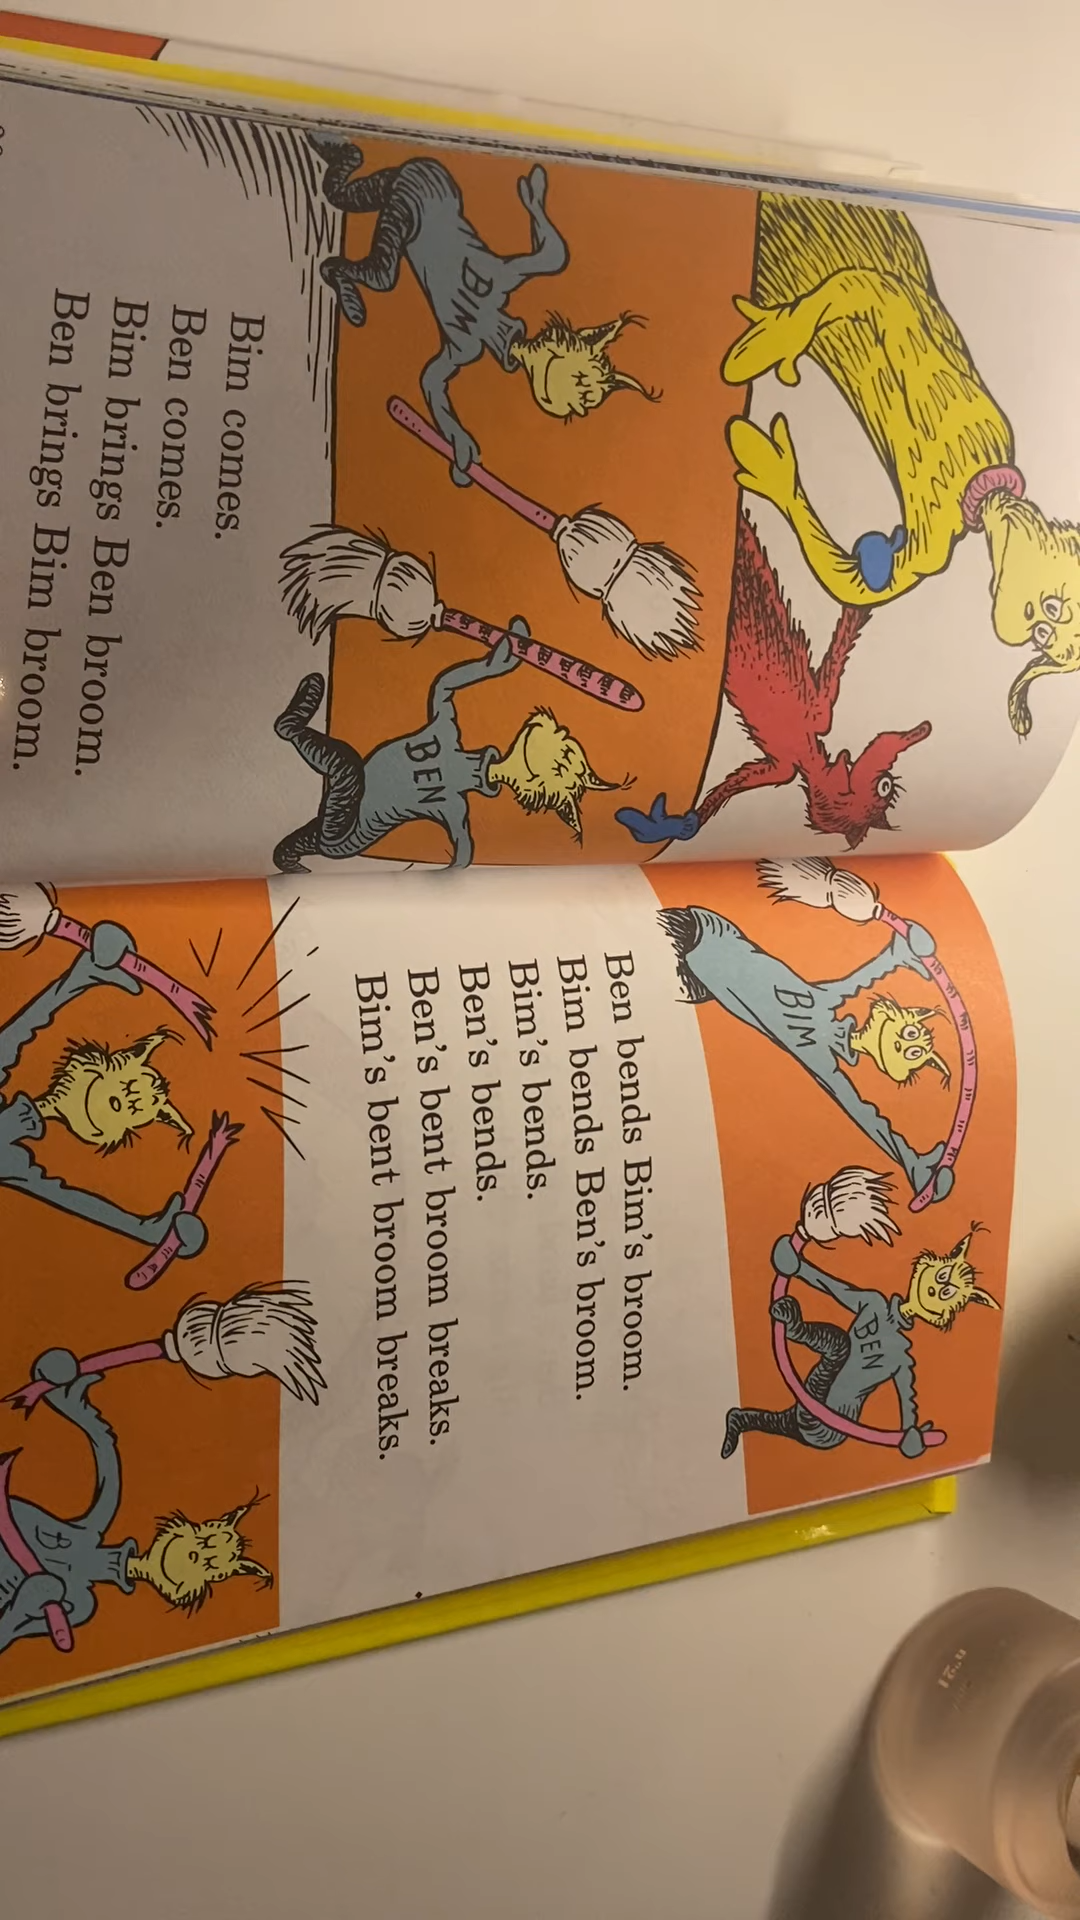 BIM
BEN
Bim comes.
Ben comes.
Bim brings Ben broom.
Ben brings Bim broom.
BIM
BEN
Ben bends Bim's broom.
Bim bends Ben's broom.
Bim's bends.
Ben's bends.
Ben's bent broom breaks.
Bim's bent broom breaks.